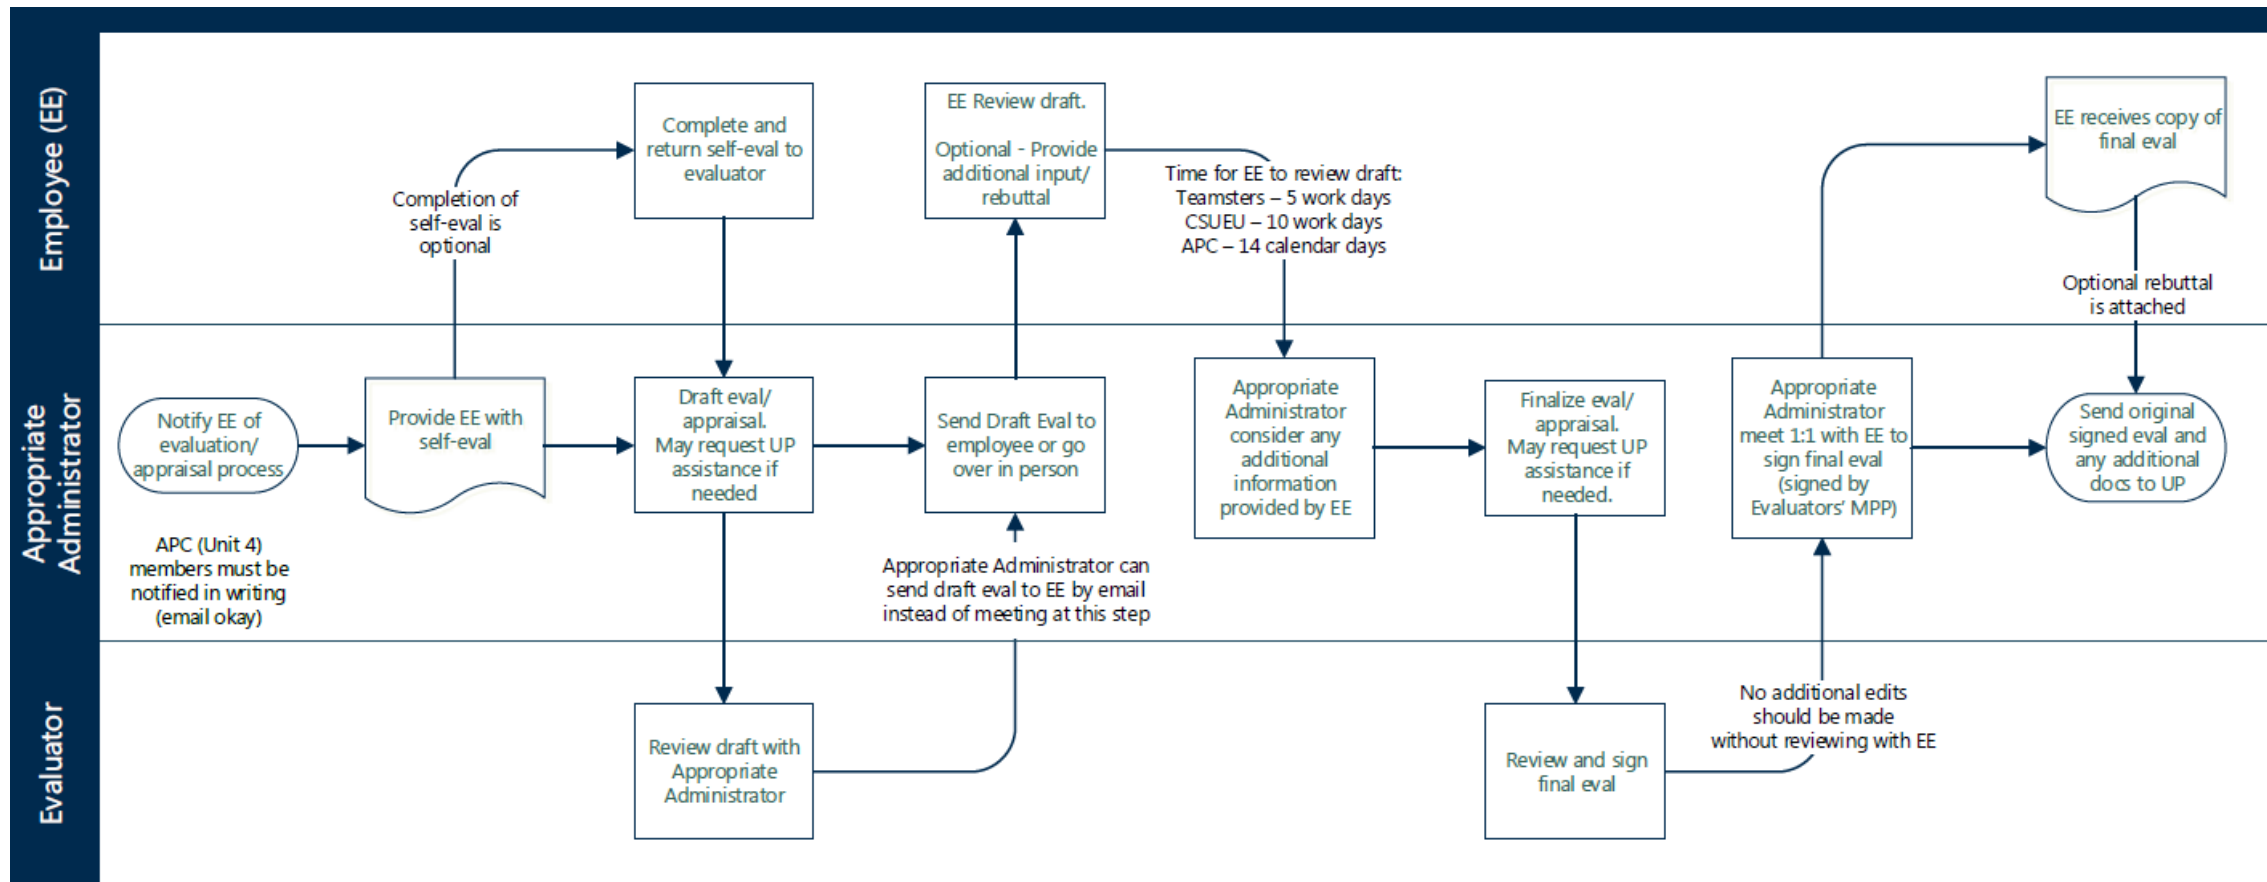 Employee (EE)
Complete and
return self-eval to
evaluator
EE Review draft.
Optional - Provide
additional input/
rebuttal
EE receives copy of
final eval
Completion of
self-eval is
optional
Time for EE to review draft:
Teamsters – 5 work days
CSUEU – 10 work days
APC – 14 calendar days
Optional rebuttal
is attached
Appropriate
Administrator
Notify EE of
evaluation/
appraisal process
Provide EE with
self-eval
Draft eval/
appraisal.
May request UP
assistance if
needed
Send Draft Eval to
employee or go
over in person
Appropriate
Administrator
consider any
additional
information
provided by EE
Finalize eval/
appraisal.
May request UP
assistance if
needed.
Appropriate
Administrator
meet 1:1 with EE to
sign final eval
(signed by
Evaluators’ MPP)
Send original
signed eval and
any additional
docs to UP
APC (Unit 4)
members must be
notified in writing
(email okay)
Appropriate Administrator can
send draft eval to EE by email
instead of meeting at this step
Evaluator
Review draft with
Appropriate
Administrator
Review and sign
final eval
No additional edits
should be made
without reviewing with EE